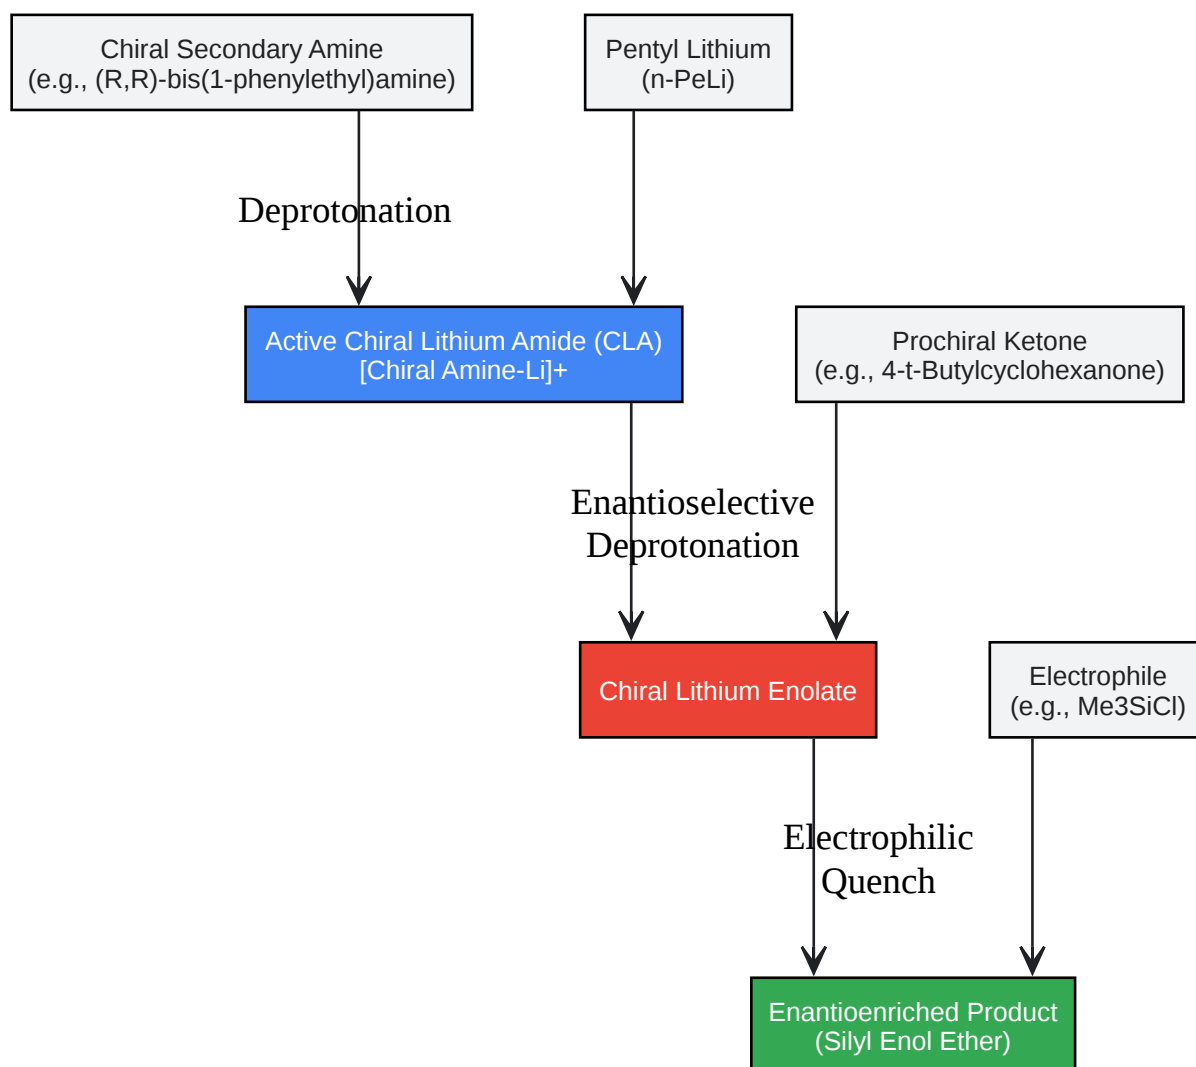 Chiral Secondary Amine
(e.g., (R,R)-bis(1-phenylethyl)amine)
Pentyl Lithium
(n-PeLi)
Deprotonation
Active Chiral Lithium Amide (CLA)
[Chiral Amine-Li]+
Prochiral Ketone
(e.g., 4-t-Butylcyclohexanone)
Enantioselective
Deprotonation
Chiral Lithium Enolate
Electrophile
(e.g., Me3SiCl)
Electrophilic
Quench
Enantioenriched Product
(Silyl Enol Ether)